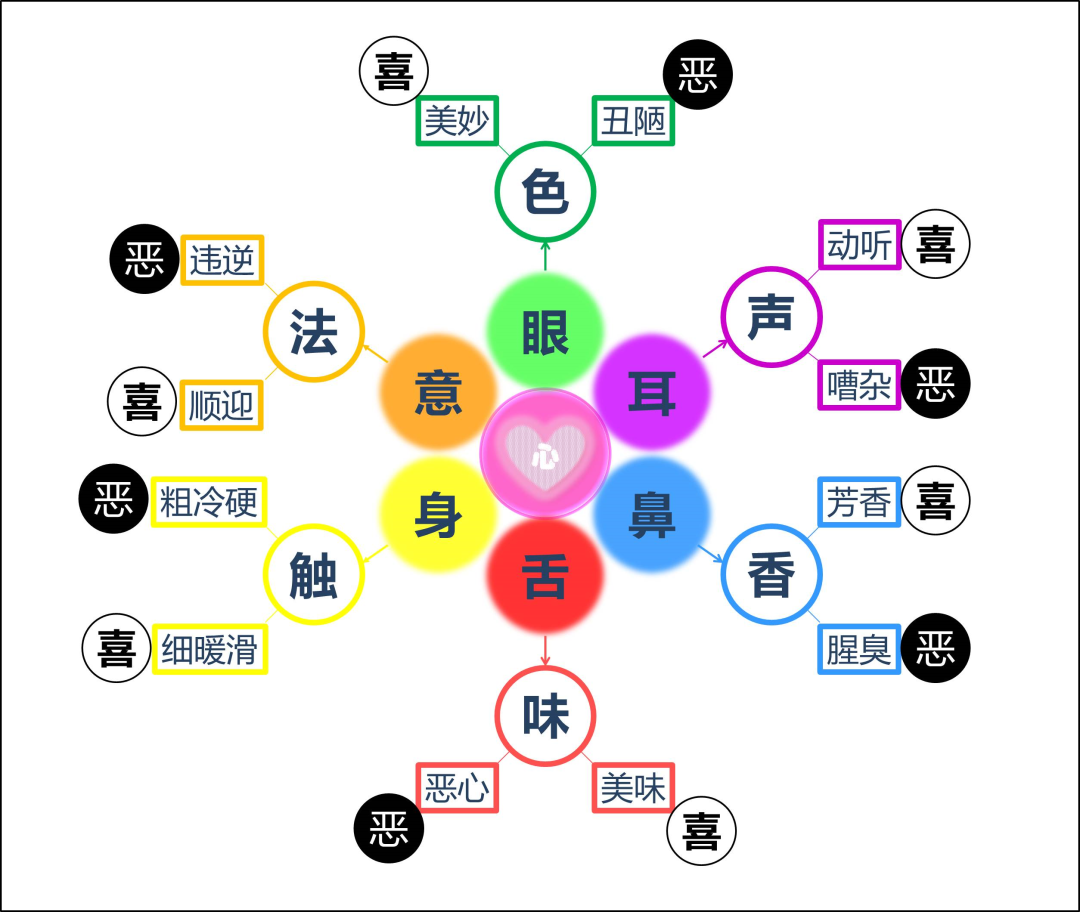 喜
恶
美妙
丑陋
色
动听
喜
恶
违逆
声
法
眼
嘈杂
恶
喜
顺迎
意
耳
心
恶
粗冷硬
身
鼻
芳香
喜
触
舌
香
喜
细暖滑
腥臭
恶
味
恶心
美味
恶
喜